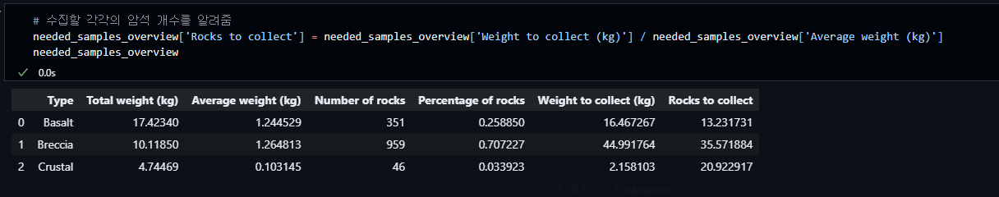 # 수집할 각각의 암석 개수를 알려줌
needed_samples_overview['Rocks to collect'] = needed_samples_overview['Weight to collect (kg)'] / needed_samples_overview['Average weight (kg)']
needed_samples_overview
0.0s
Type Total weight (kg) Average weight (kg) Number of rocks Percentage of rocks Weight to collect (kg) Rocks to collect
0 Basalt 17.42340 1.244529 351 0.258850 16.467267 13.231731
1 Breccia 10.11850 1.264813 959 0.707227 44.991764 35.571884
2 Crustal 4.74469 0.103145 46 0.033923 2.158103 20.922917
+ 코드 + Markdown